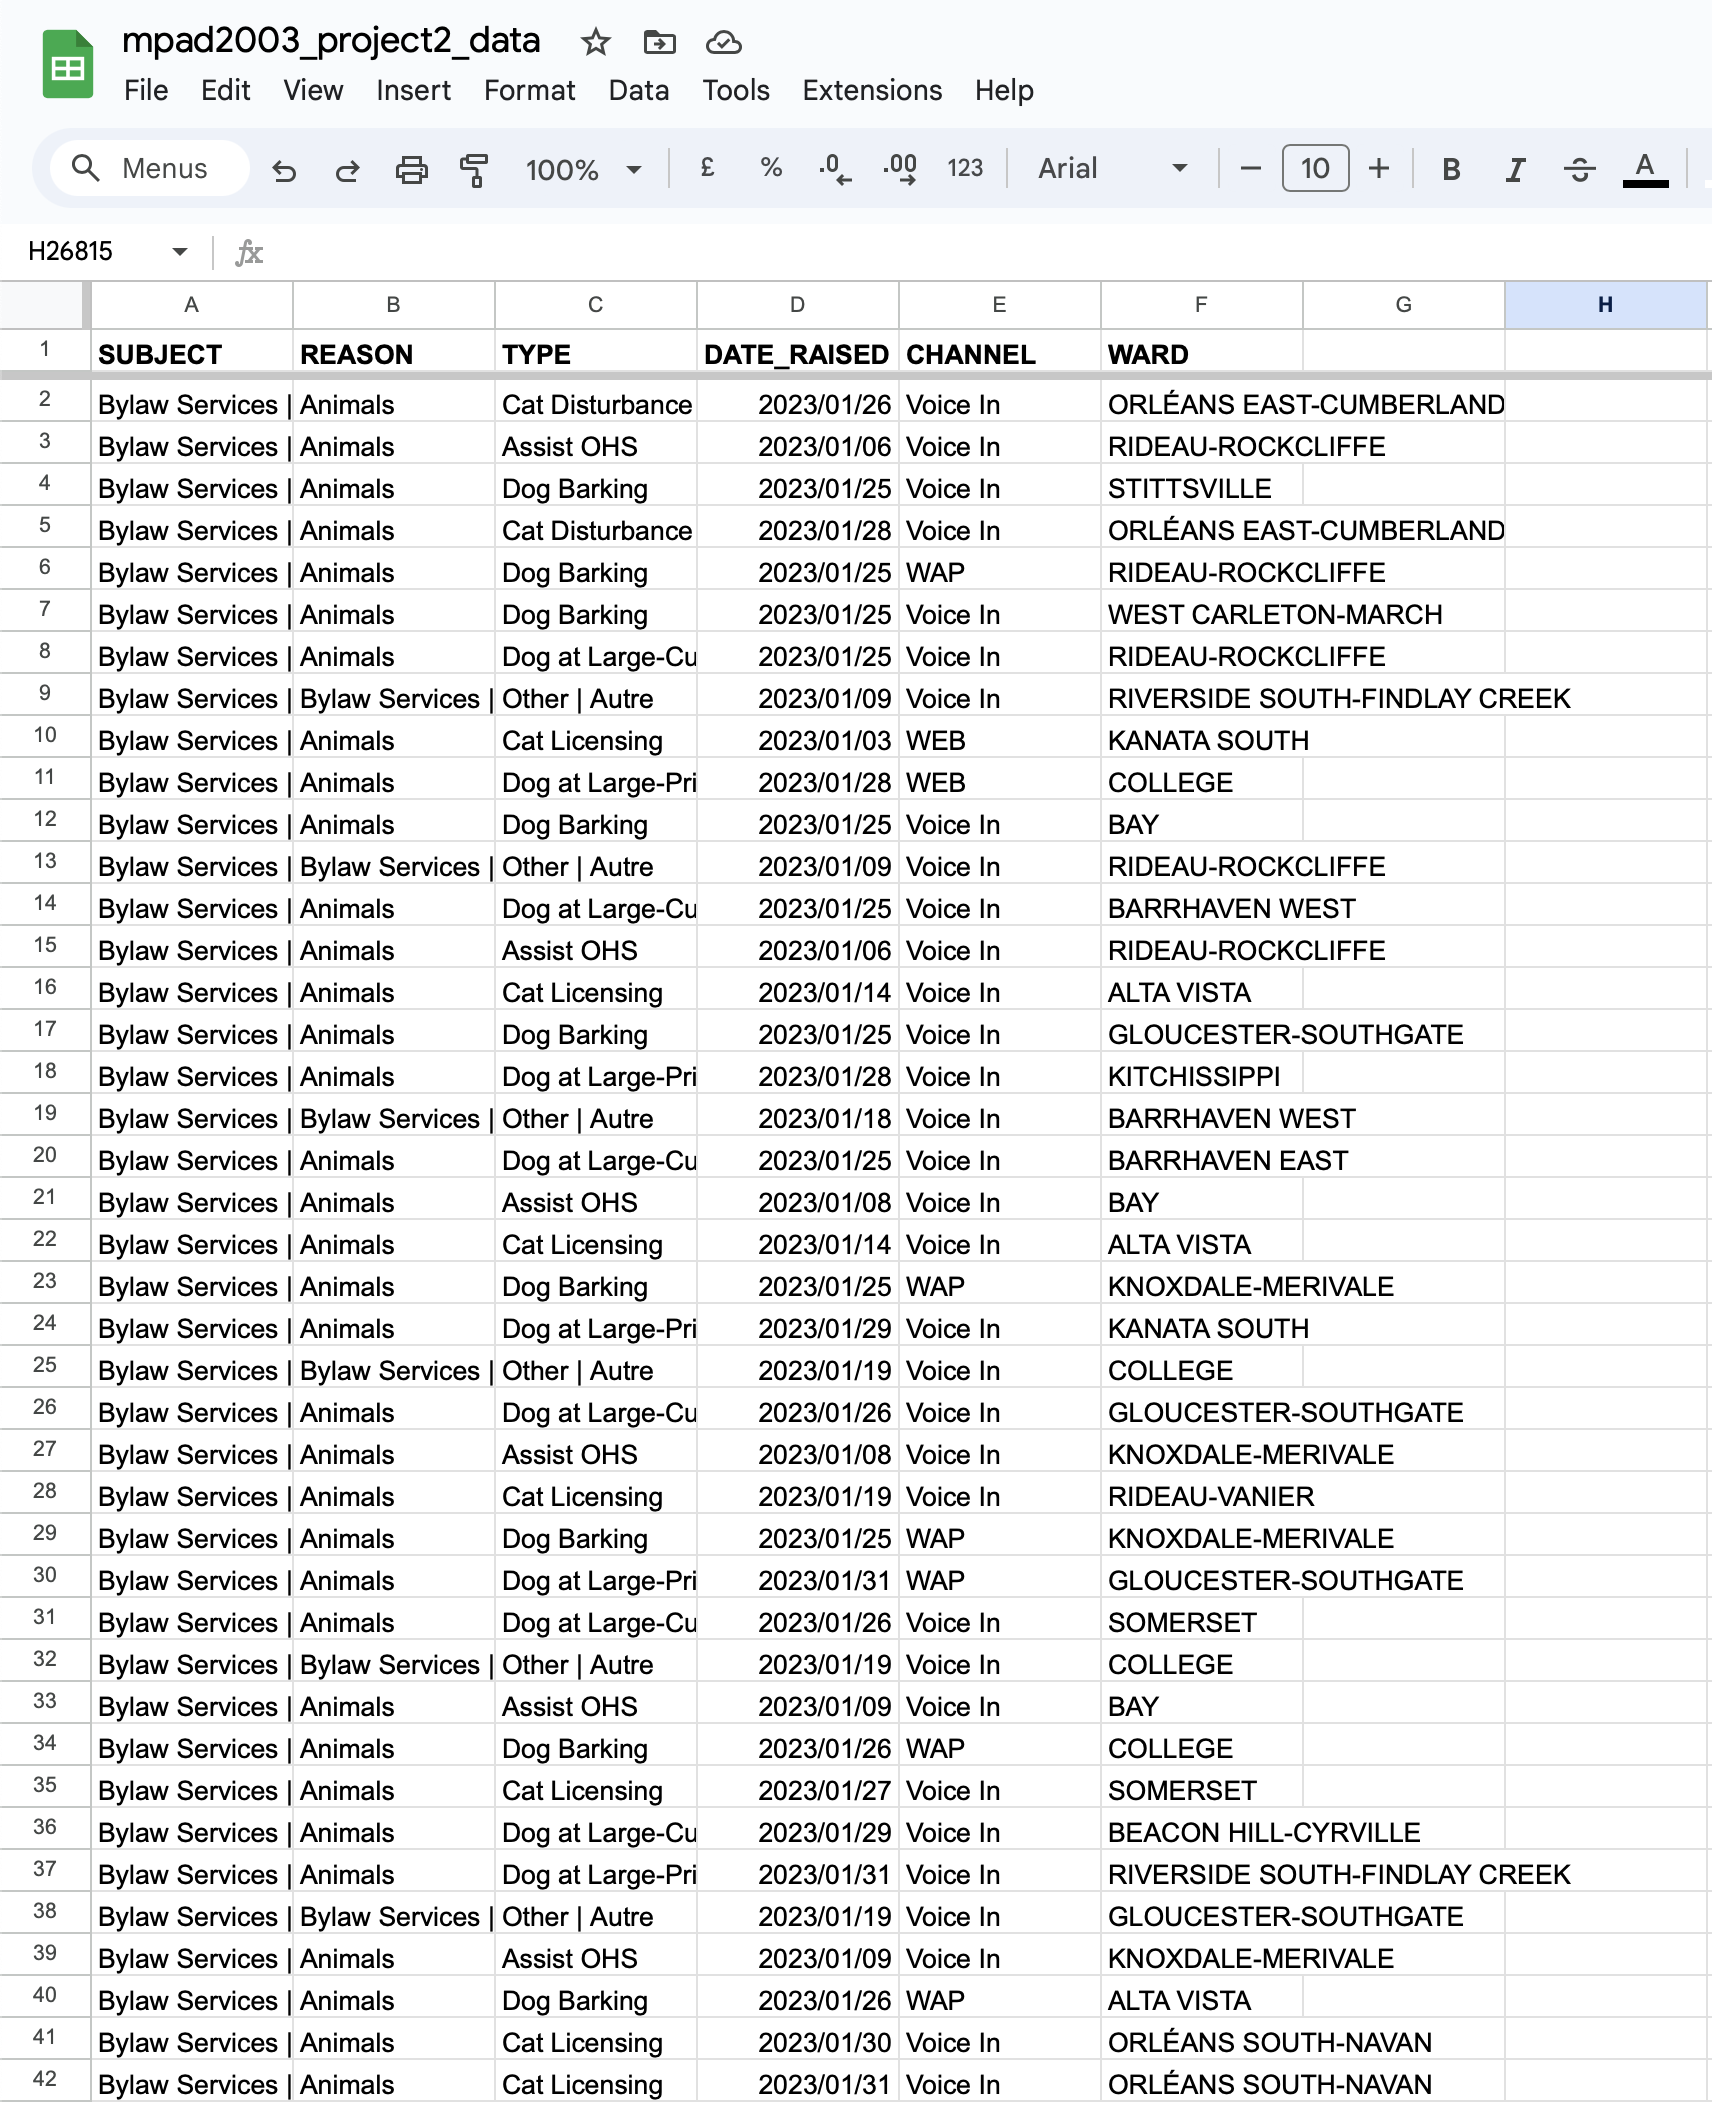 mpad2003_project2_data
File Edit View Insert Format Data Tools Extensions Help
Menus 100% £ % .0 .00 123 Arial 10 B I S A
H26815 fx
A B C D E F G H
1 SUBJECT REASON TYPE DATE_RAISED CHANNEL WARD
2 Bylaw Services | Animals Cat Disturbance 2023/01/26 Voice In ORLÉANS EAST-CUMBERLAND
3 Bylaw Services | Animals Assist OHS 2023/01/06 Voice In RIDEAU-ROCKCLIFFE
4 Bylaw Services | Animals Dog Barking 2023/01/25 Voice In STITTSVILLE
5 Bylaw Services | Animals Cat Disturbance 2023/01/28 Voice In ORLÉANS EAST-CUMBERLAND
6 Bylaw Services | Animals Dog Barking 2023/01/25 WAP RIDEAU-ROCKCLIFFE
7 Bylaw Services | Animals Dog Barking 2023/01/25 Voice In WEST CARLETON-MARCH
8 Bylaw Services | Animals Dog at Large-Cu 2023/01/25 Voice In RIDEAU-ROCKCLIFFE
9 Bylaw Services | Bylaw Services | Other | Autre 2023/01/09 Voice In RIVERSIDE SOUTH-FINDLAY CREEK
10 Bylaw Services | Animals Cat Licensing 2023/01/03 WEB KANATA SOUTH
11 Bylaw Services | Animals Dog at Large-Pri 2023/01/28 WEB COLLEGE
12 Bylaw Services | Animals Dog Barking 2023/01/25 Voice In BAY
13 Bylaw Services | Bylaw Services | Other | Autre 2023/01/09 Voice In RIDEAU-ROCKCLIFFE
14 Bylaw Services | Animals Dog at Large-Cu 2023/01/25 Voice In BARRHAVEN WEST
15 Bylaw Services | Animals Assist OHS 2023/01/06 Voice In RIDEAU-ROCKCLIFFE
16 Bylaw Services | Animals Cat Licensing 2023/01/14 Voice In ALTA VISTA
17 Bylaw Services | Animals Dog Barking 2023/01/25 Voice In GLOUCESTER-SOUTHGATE
18 Bylaw Services | Animals Dog at Large-Pri 2023/01/28 Voice In KITCHISSIPPI
19 Bylaw Services | Bylaw Services | Other | Autre 2023/01/18 Voice In BARRHAVEN WEST
20 Bylaw Services | Animals Dog at Large-Cu 2023/01/25 Voice In BARRHAVEN EAST
21 Bylaw Services | Animals Assist OHS 2023/01/08 Voice In BAY
22 Bylaw Services | Animals Cat Licensing 2023/01/14 Voice In ALTA VISTA
23 Bylaw Services | Animals Dog Barking 2023/01/25 WAP KNOXDALE-MERIVALE
24 Bylaw Services | Animals Dog at Large-Pri 2023/01/29 Voice In KANATA SOUTH
25 Bylaw Services | Bylaw Services | Other | Autre 2023/01/19 Voice In COLLEGE
26 Bylaw Services | Animals Dog at Large-Cu 2023/01/26 Voice In GLOUCESTER-SOUTHGATE
27 Bylaw Services | Animals Assist OHS 2023/01/08 Voice In KNOXDALE-MERIVALE
28 Bylaw Services | Animals Cat Licensing 2023/01/19 Voice In RIDEAU-VANIER
29 Bylaw Services | Animals Dog Barking 2023/01/25 WAP KNOXDALE-MERIVALE
30 Bylaw Services | Animals Dog at Large-Pri 2023/01/31 WAP GLOUCESTER-SOUTHGATE
31 Bylaw Services | Animals Dog at Large-Cu 2023/01/26 Voice In SOMERSET
32 Bylaw Services | Bylaw Services | Other | Autre 2023/01/19 Voice In COLLEGE
33 Bylaw Services | Animals Assist OHS 2023/01/09 Voice In BAY
34 Bylaw Services | Animals Dog Barking 2023/01/26 WAP COLLEGE
35 Bylaw Services | Animals Cat Licensing 2023/01/27 Voice In SOMERSET
36 Bylaw Services | Animals Dog at Large-Cu 2023/01/29 Voice In BEACON HILL-CYRVILLE
37 Bylaw Services | Animals Dog at Large-Pri 2023/01/31 Voice In RIVERSIDE SOUTH-FINDLAY CREEK
38 Bylaw Services | Bylaw Services | Other | Autre 2023/01/19 Voice In GLOUCESTER-SOUTHGATE
39 Bylaw Services | Animals Assist OHS 2023/01/09 Voice In KNOXDALE-MERIVALE
40 Bylaw Services | Animals Dog Barking 2023/01/26 WAP ALTA VISTA
41 Bylaw Services | Animals Cat Licensing 2023/01/30 Voice In ORLÉANS SOUTH-NAVAN
42 Bylaw Services | Animals Cat Licensing 2023/01/31 Voice In ORLÉANS SOUTH-NAVAN